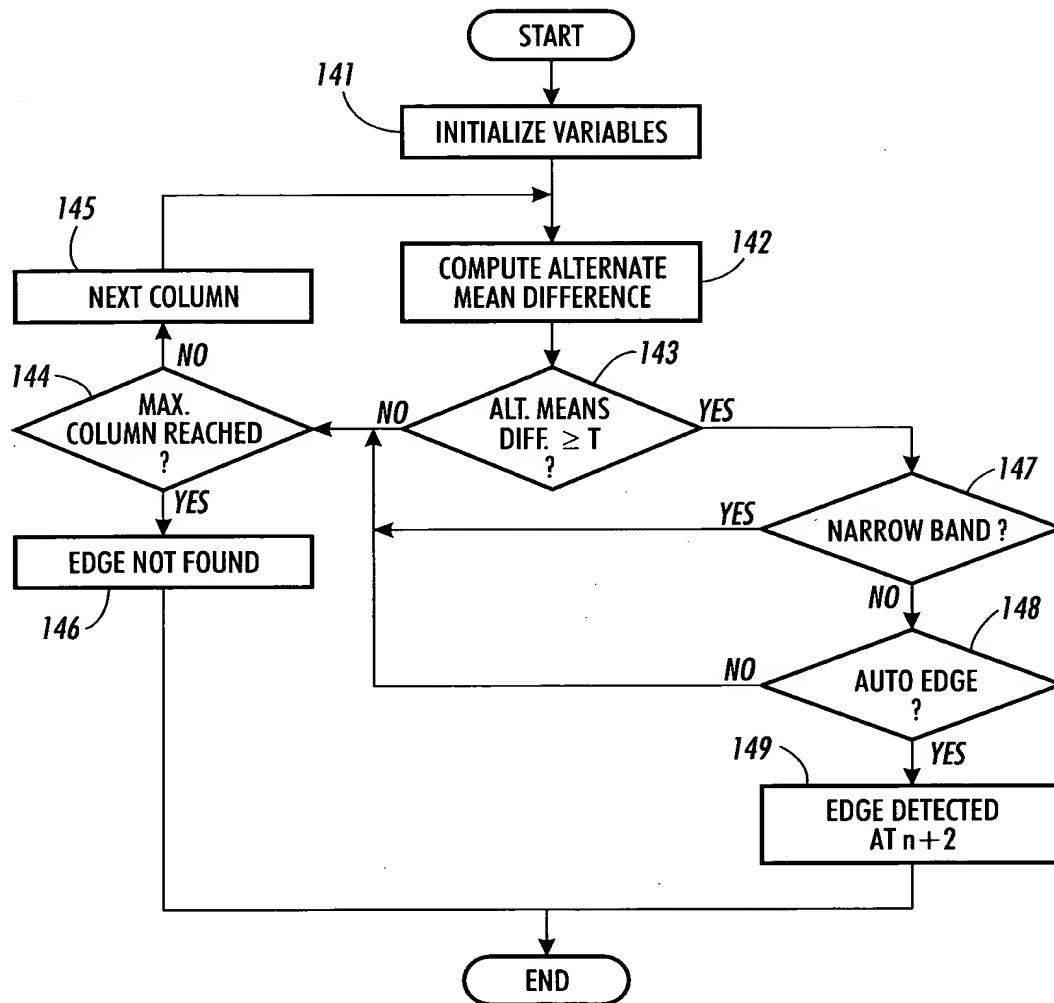 START
141
INITIALIZE VARIABLES
145
142
NEXT COLUMN
COMPUTE ALTERNATE
MEAN DIFFERENCE
NO
144
143
MAX.
COLUMN REACHED
?
NO
ALT. MEANS
DIFF. ≥ T
?
YES
147
YES
YES
NARROW BAND ?
EDGE NOT FOUND
146
NO
148
NO
AUTO EDGE
?
YES
149
EDGE DETECTED
AT n+2
END